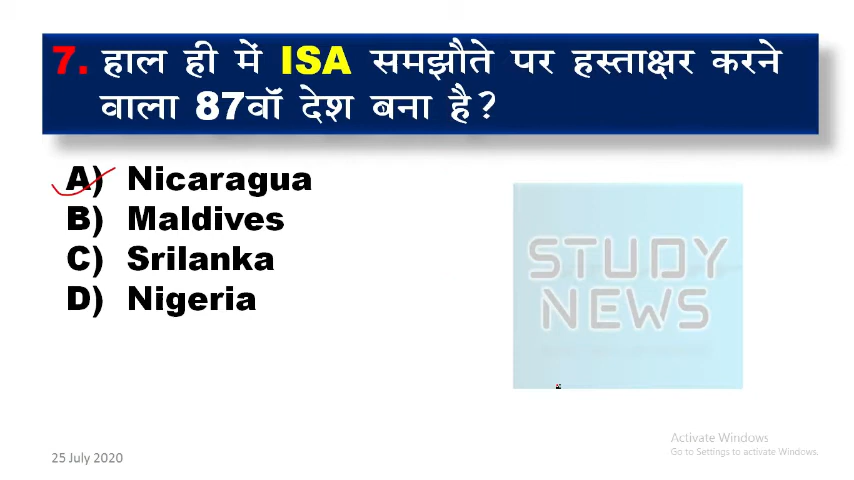 7. हाल ही में ISA समझौते पर हस्ताक्षर करने
वाला 87वॉ देश बना है?
A) Nicaragua
B) Maldives
C) Srilanka
D) Nigeria
STUDY
NEWS
Activate Windows
Go to Settings to activate Windows.
25 July 2020